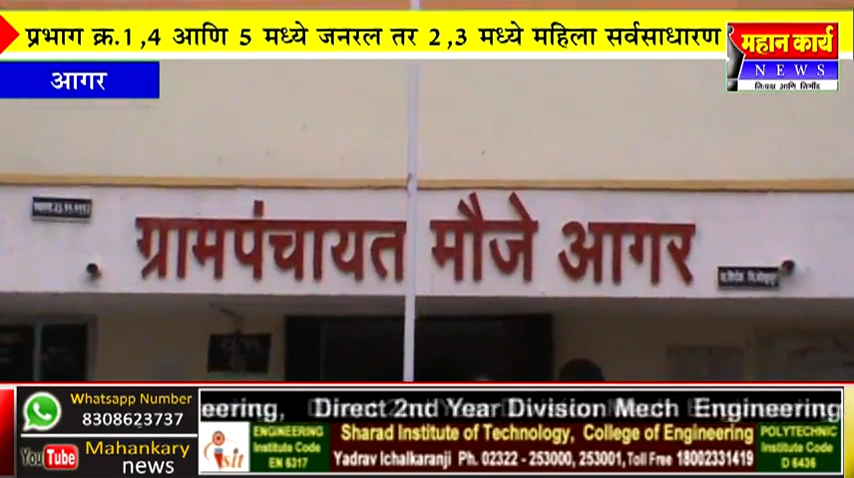 प्रभाग क्र.1,4 आणि 5 मध्ये जनरल तर 2,3 मध्ये महिला सर्वसाधारण
महान कार्य
NEWS
आगर
ग्रामपंचायत मौजे आगर
Whatsapp Number
8308623737
YouTube
Mahankary
news
eering, Direct 2nd Year Division Mech Engineering
isit
ENGINEERING
Institute Code
EN 6317
Sharad Institute of Technology, College of Engineering
Yadrav Ichalkaranji Ph. 02322 - 253000, 253001, Toll Free 18002331419
POLYTECHNIC
Institute Code
D 6436